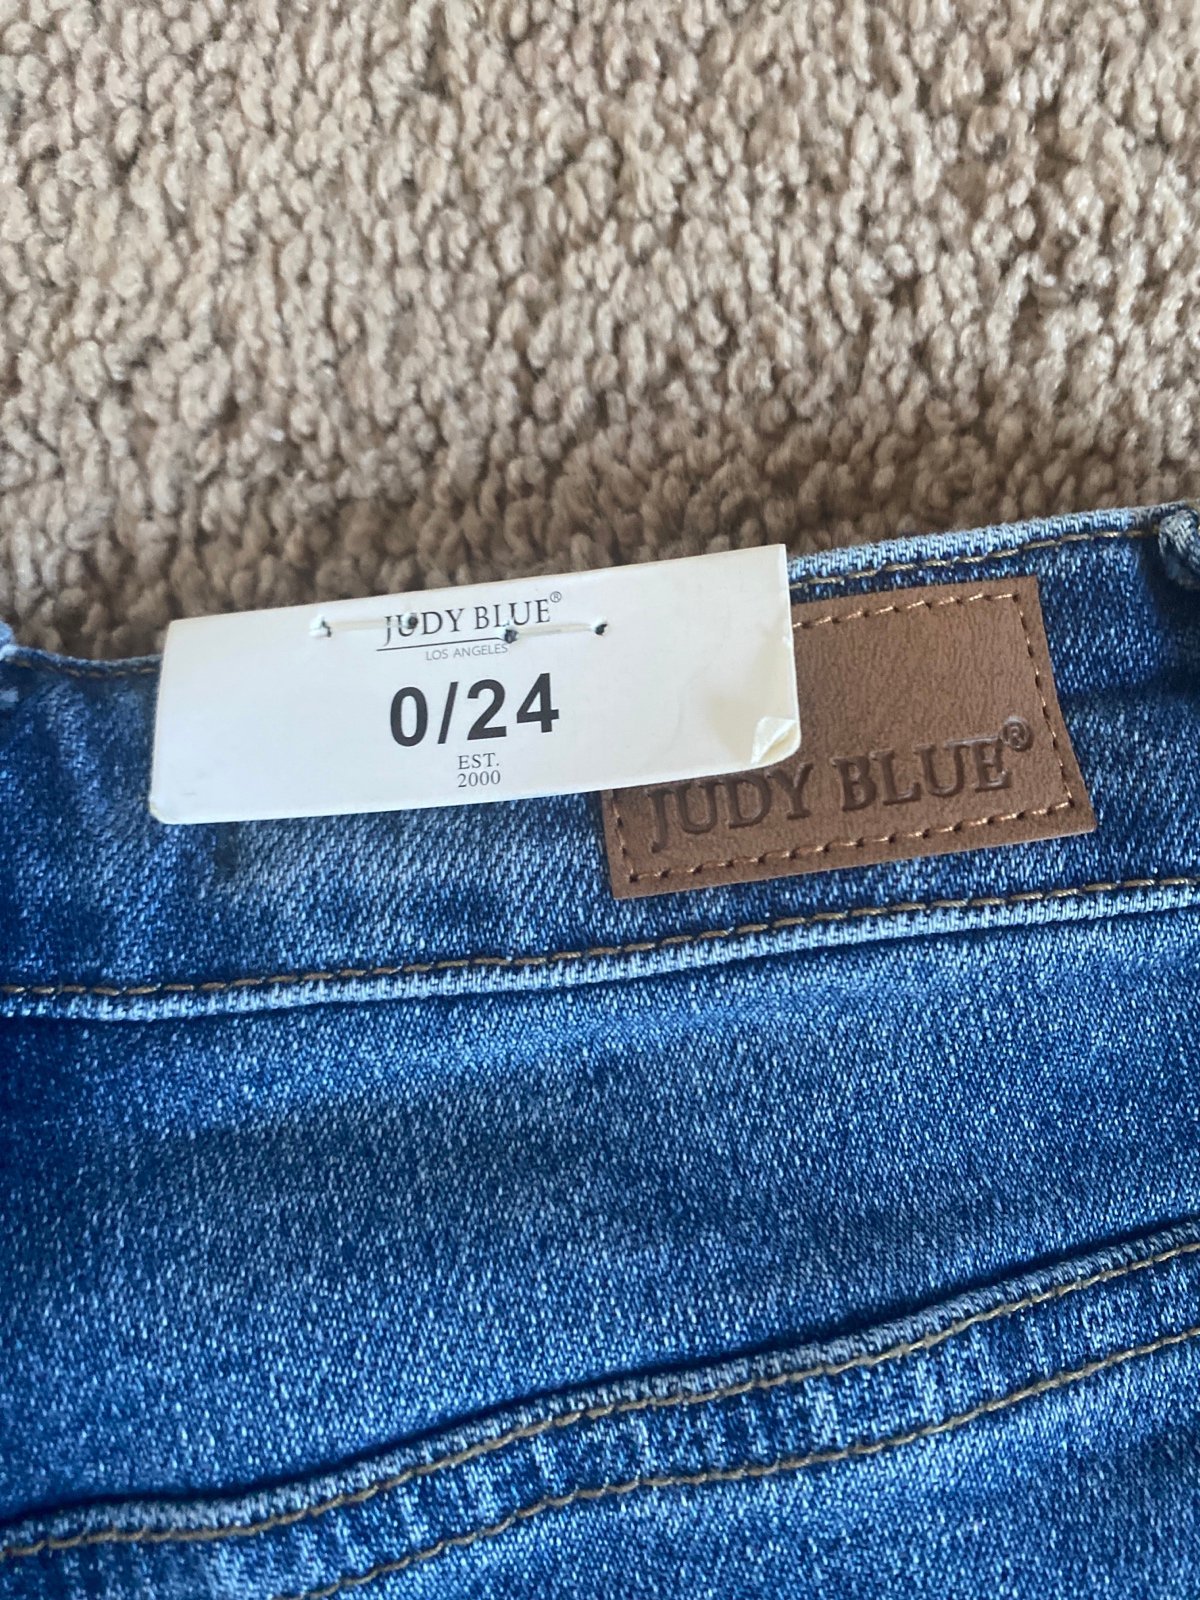 JUDY BLUE®
LOS ANGELES
0/24
EST.
2000
JUDY BLUE®